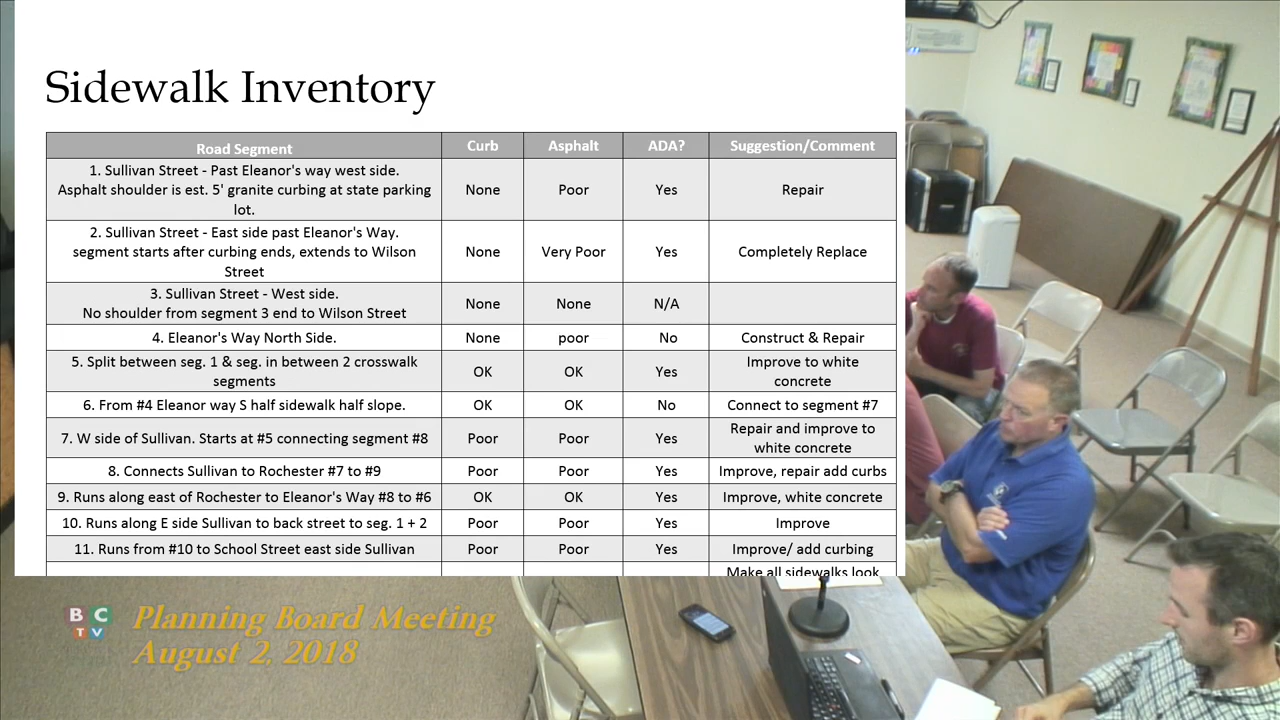 Sidewalk Inventory
Road Segment Curb Asphalt ADA? Suggestion/Comment
1. Sullivan Street - Past Eleanor's way west side.
Asphalt shoulder is est. 5' granite curbing at state parking
lot.
None Poor Yes Repair
2. Sullivan Street - East side past Eleanor's Way.
segment starts after curbing ends, extends to Wilson
Street
None Very Poor Yes Completely Replace
3. Sullivan Street - West side.
No shoulder from segment 3 end to Wilson Street
None None N/A
4. Eleanor's Way North Side. None poor No Construct & Repair
5. Split between seg. 1 & seg. in between 2 crosswalk
segments
OK OK Yes Improve to white
concrete
6. From #4 Eleanor way S half sidewalk half slope. OK OK No Connect to segment #7
7. W side of Sullivan. Starts at #5 connecting segment #8 Poor Poor Yes Repair and improve to
white concrete
8. Connects Sullivan to Rochester #7 to #9 Poor Poor Yes Improve, repair add curbs
9. Runs along east of Rochester to Eleanor's Way #8 to #6 OK OK Yes Improve, white concrete
10. Runs along E side Sullivan to back street to seg. 1 + 2 Poor Poor Yes Improve
11. Runs from #10 to School Street east side Sullivan Poor Poor Yes Improve/ add curbing
Make all sidewalks look
B C
TV
Planning Board Meeting
August 2, 2018